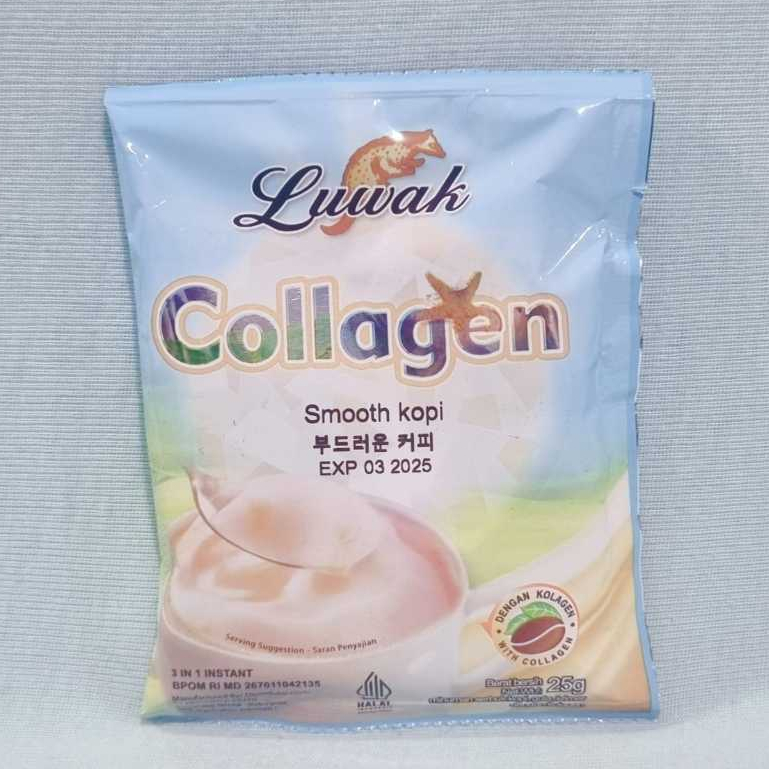 Luwak
Collagen
Smooth kopi
부드러운 커피
EXP 03 2025
DENGAN KOLAGEN
WITH COLLAGEN
Serving Suggestion - Saran Penyajian
3 IN 1 INSTANT
BPOM RI MD 267011042135
HALAL
Berat bersih
25g